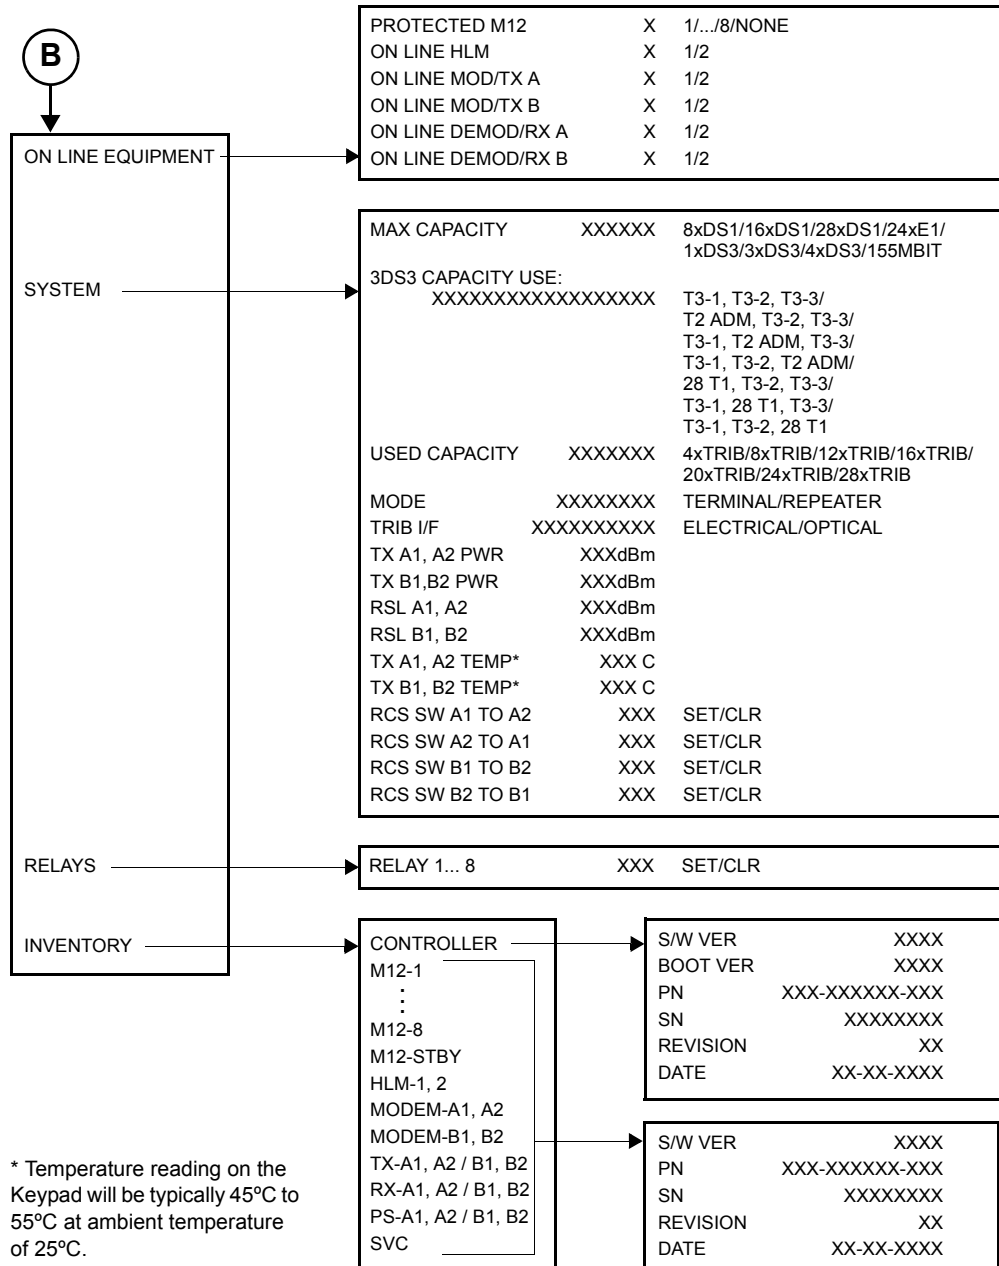 B
ON LINE EQUIPMENT
PROTECTED M12 X 1/.../8/NONE
ON LINE HLM X 1/2
ON LINE MOD/TX A X 1/2
ON LINE MOD/TX B X 1/2
ON LINE DEMOD/RX A X 1/2
ON LINE DEMOD/RX B X 1/2
SYSTEM
MAX CAPACITY XXXXXX 8xDS1/16xDS1/28xDS1/24xE1/
1xDS3/3xDS3/4xDS3/155MBIT
3DS3 CAPACITY USE:
XXXXXXXXXXXXXXXXXX T3-1, T3-2, T3-3/
T2 ADM, T3-2, T3-3/
T3-1, T2 ADM, T3-3/
T3-1, T3-2, T2 ADM/
28 T1, T3-2, T3-3/
T3-1, 28 T1, T3-3/
T3-1, T3-2, 28 T1
USED CAPACITY XXXXXXX 4xTRIB/8xTRIB/12xTRIB/16xTRIB/
20xTRIB/24xTRIB/28xTRIB
MODE XXXXXXXX TERMINAL/REPEATER
TRIB I/F XXXXXXXXXX ELECTRICAL/OPTICAL
TX A1, A2 PWR XXXdBm
TX B1,B2 PWR XXXdBm
RSL A1, A2 XXXdBm
RSL B1, B2 XXXdBm
TX A1, A2 TEMP* XXX C
TX B1, B2 TEMP* XXX C
RCS SW A1 TO A2 XXX SET/CLR
RCS SW A2 TO A1 XXX SET/CLR
RCS SW B1 TO B2 XXX SET/CLR
RCS SW B2 TO B1 XXX SET/CLR
RELAYS
RELAY 1... 8 XXX SET/CLR
INVENTORY
CONTROLLER
M12-1
⋮
M12-8
M12-STBY
HLM-1, 2
MODEM-A1, A2
MODEM-B1, B2
TX-A1, A2 / B1, B2
RX-A1, A2 / B1, B2
PS-A1, A2 / B1, B2
SVC
S/W VER XXXX
BOOT VER XXXX
PN XXX-XXXXXX-XXX
SN XXXXXXXX
REVISION XX
DATE XX-XX-XXXX
S/W VER XXXX
PN XXX-XXXXXX-XXX
SN XXXXXXXX
REVISION XX
DATE XX-XX-XXXX
* Temperature reading on the
Keypad will be typically 45ºC to
55ºC at ambient temperature
of 25ºC.